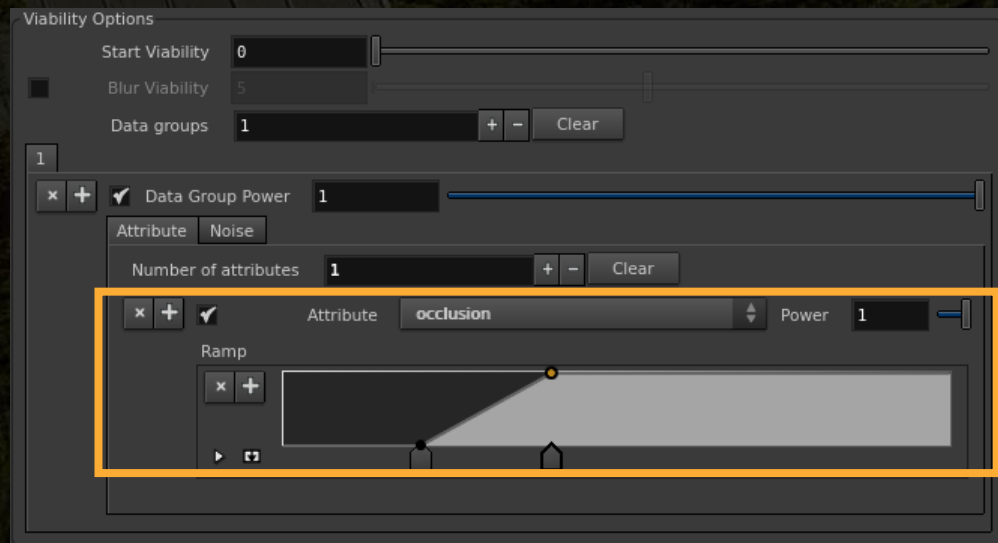 Viability Options
Start Viability 0
Blur Viability 5
Data groups 1 + - Clear
1
× + Data Group Power 1
Attribute Noise
Number of attributes 1 + - Clear
× + Attribute occlusion Power 1
Ramp
× +